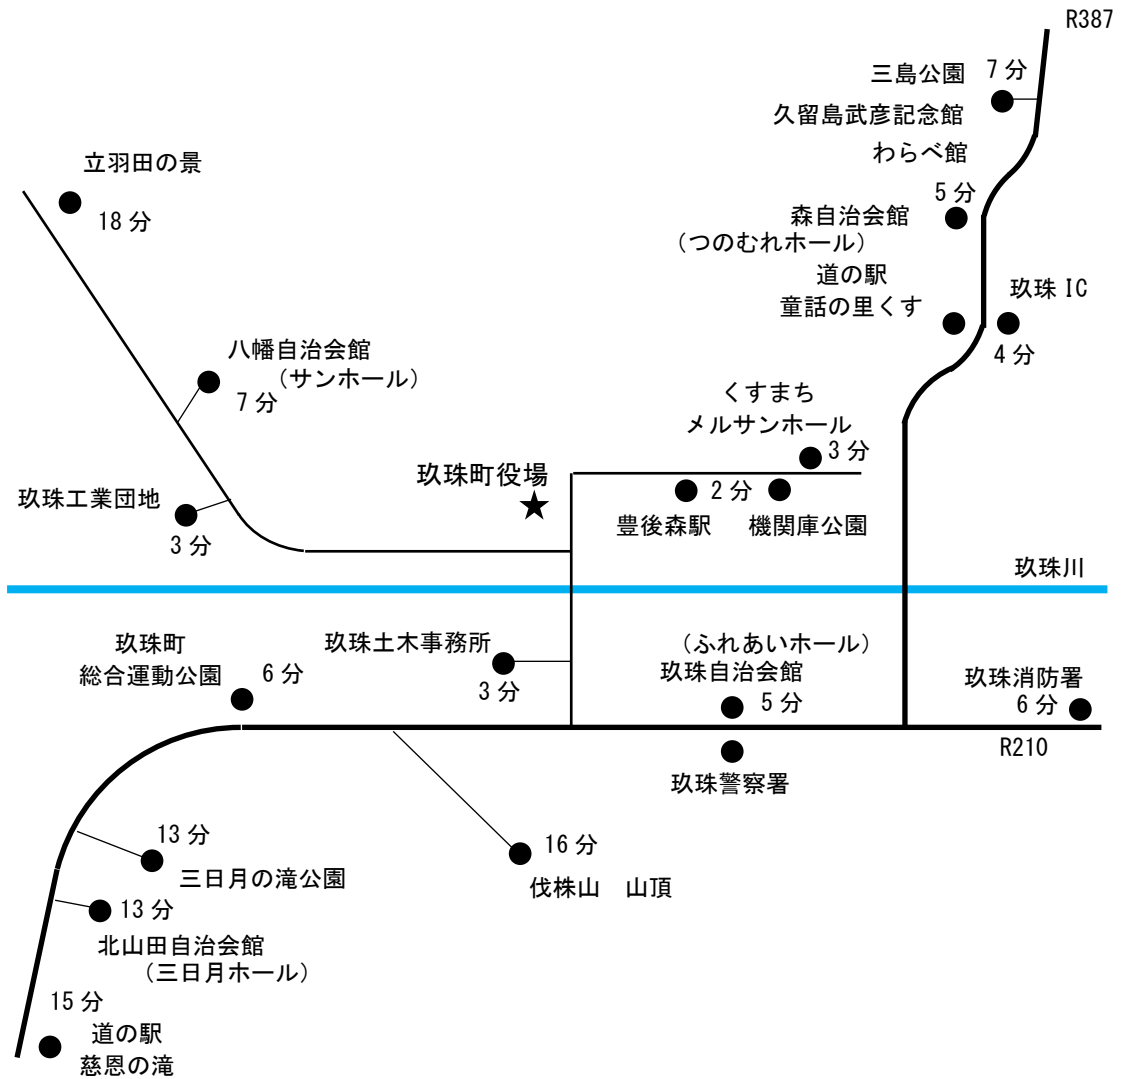 R387
三島公園 7分
久留島武彦記念館
わらべ館
立羽田の景
18分
5分
森自治会館
(つのむれホール)
道の駅
童話の里くす
玖珠IC
4分
八幡自治会館
(サンホール)
7分
くすまち
メルサンホール
3分
玖珠町役場
玖珠工業団地
3分
2分
豊後森駅
機関庫公園
玖珠川
玖珠町
総合運動公園
6分
玖珠土木事務所
3分
(ふれあいホール)
玖珠自治会館
5分
玖珠消防署
6分
R210
玖珠警察署
13分
三日月の滝公園
16分
伐株山 山頂
13分
北山田自治会館
(三日月ホール)
15分
道の駅
慈恩の滝